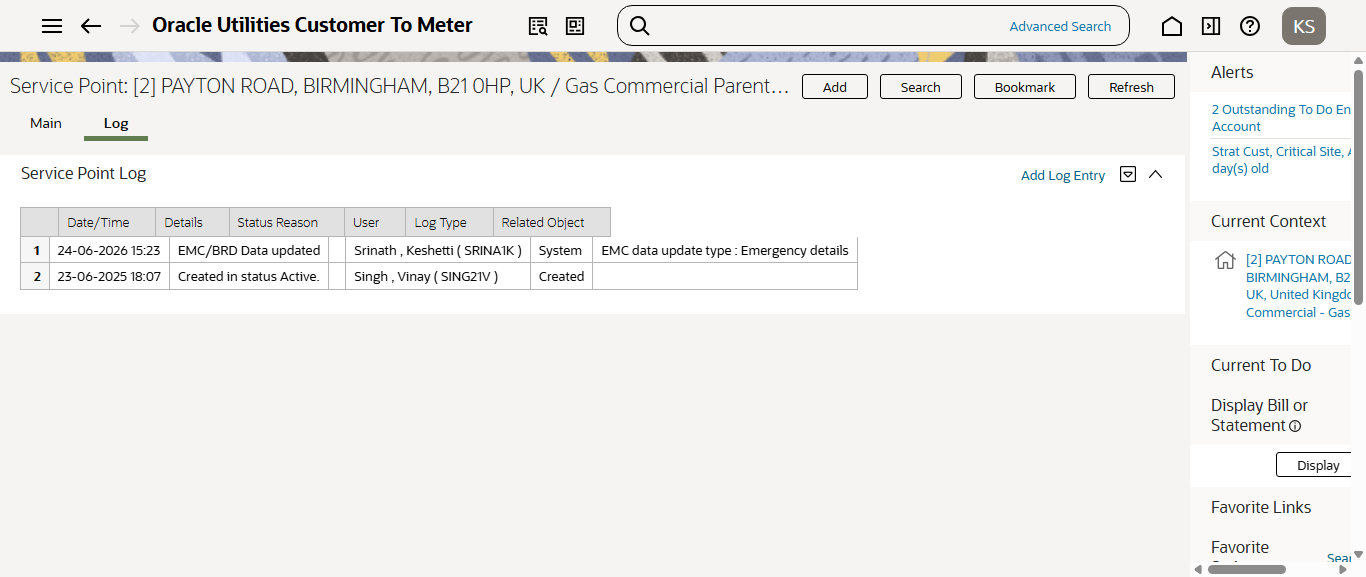 Oracle Utilities Customer To Meter
Advanced Search
KS
Service Point: [2] PAYTON ROAD, BIRMINGHAM, B21 0HP, UK / Gas Commercial Parent...
Add
Search
Bookmark
Refresh
Main
Log
Service Point Log
Add Log Entry
Date/Time Details Status Reason User Log Type Related Object
1 24-06-2026 15:23 EMC/BRD Data updated Srinath , Keshetti ( SRINA1K ) System EMC data update type : Emergency details
2 23-06-2025 18:07 Created in status Active. Singh , Vinay ( SING21V ) Created
Alerts
2 Outstanding To Do En
Account
Strat Cust, Critical Site,
day(s) old
Current Context
[2] PAYTON ROAD
BIRMINGHAM, B2
UK, United Kingdo
Commercial - Gas
Current To Do
Display Bill or
Statement
Display
Favorite Links
Favorite
Sear